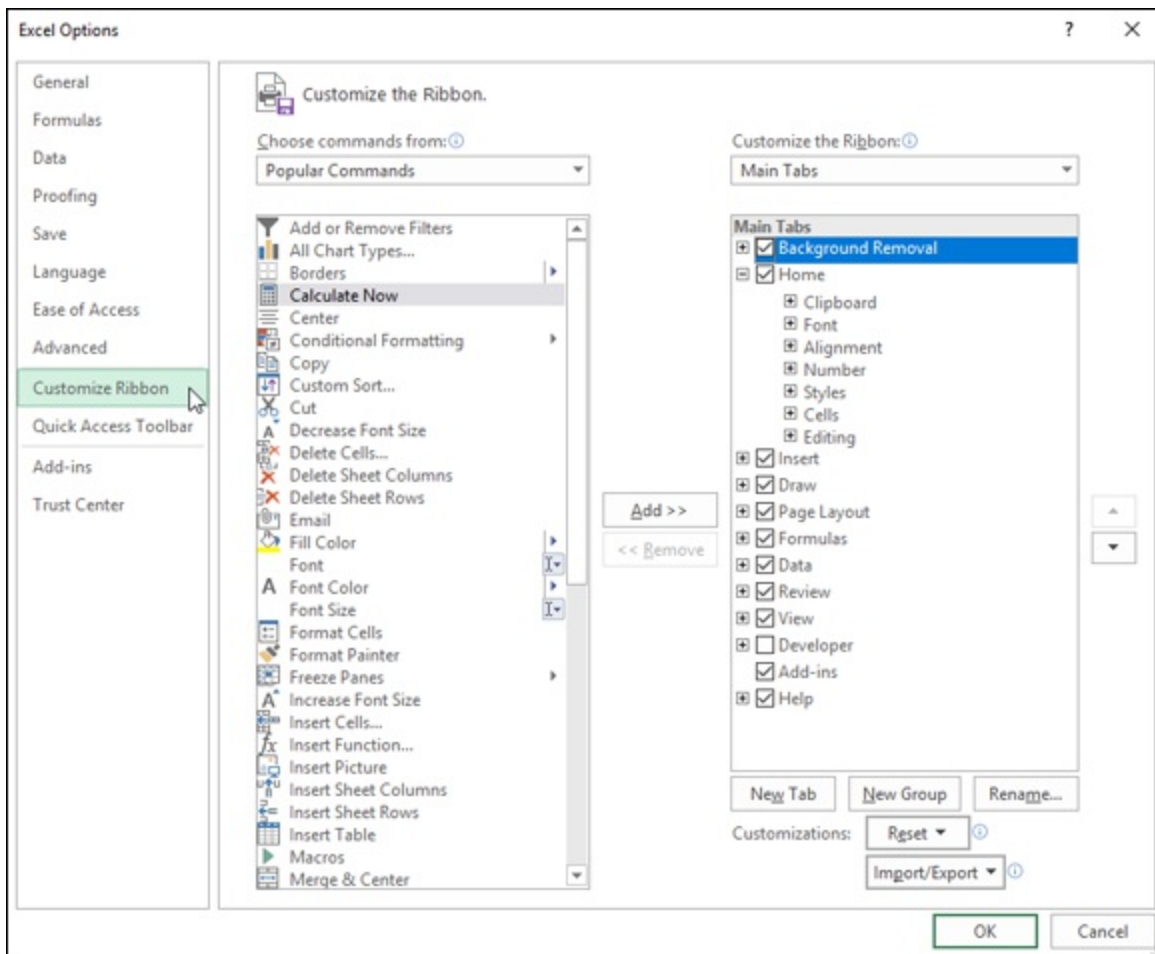 Excel Options
?
General
Formulas
Data
Proofing
Save
Language
Ease of Access
Advanced
Customize Ribbon
Quick Access Toolbar
Add-ins
Trust Center
Customize the Ribbon.
Choose commands from:
Popular Commands
Add or Remove Filters
All Chart Types...
Borders
Calculate Now
Center
Conditional Formatting
Copy
Custom Sort...
Cut
Decrease Font Size
Delete Cells...
Delete Sheet Columns
Delete Sheet Rows
Email
Fill Color
Font
Font Color
Font Size
Format Cells
Format Painter
Freeze Panes
Increase Font Size
Insert Cells...
Insert Function...
Insert Picture
Insert Sheet Columns
Insert Sheet Rows
Insert Table
Macros
Merge & Center
Add >>
<< Remove
Customize the Ribbon:
Main Tabs
Main Tabs
Background Removal
Home
Clipboard
Font
Alignment
Number
Styles
Cells
Editing
Insert
Draw
Page Layout
Formulas
Data
Review
View
Developer
Add-ins
Help
New Tab
New Group
Rename...
Customizations:
Reset
Import/Export
OK
Cancel